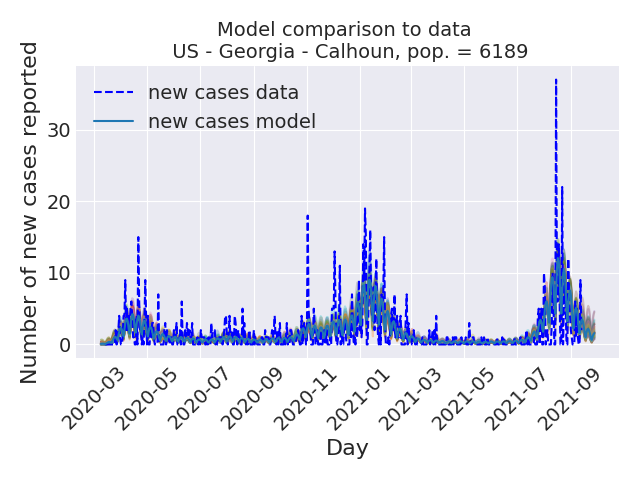 Model comparison to data
US - Georgia - Calhoun, pop. = 6189
Number of new cases reported
30
20
10
0
new cases data
new cases model
2020-03
2020-05
2020-07
2020-09
2020-11
2021-01
2021-03
2021-05
2021-07
2021-09
Day